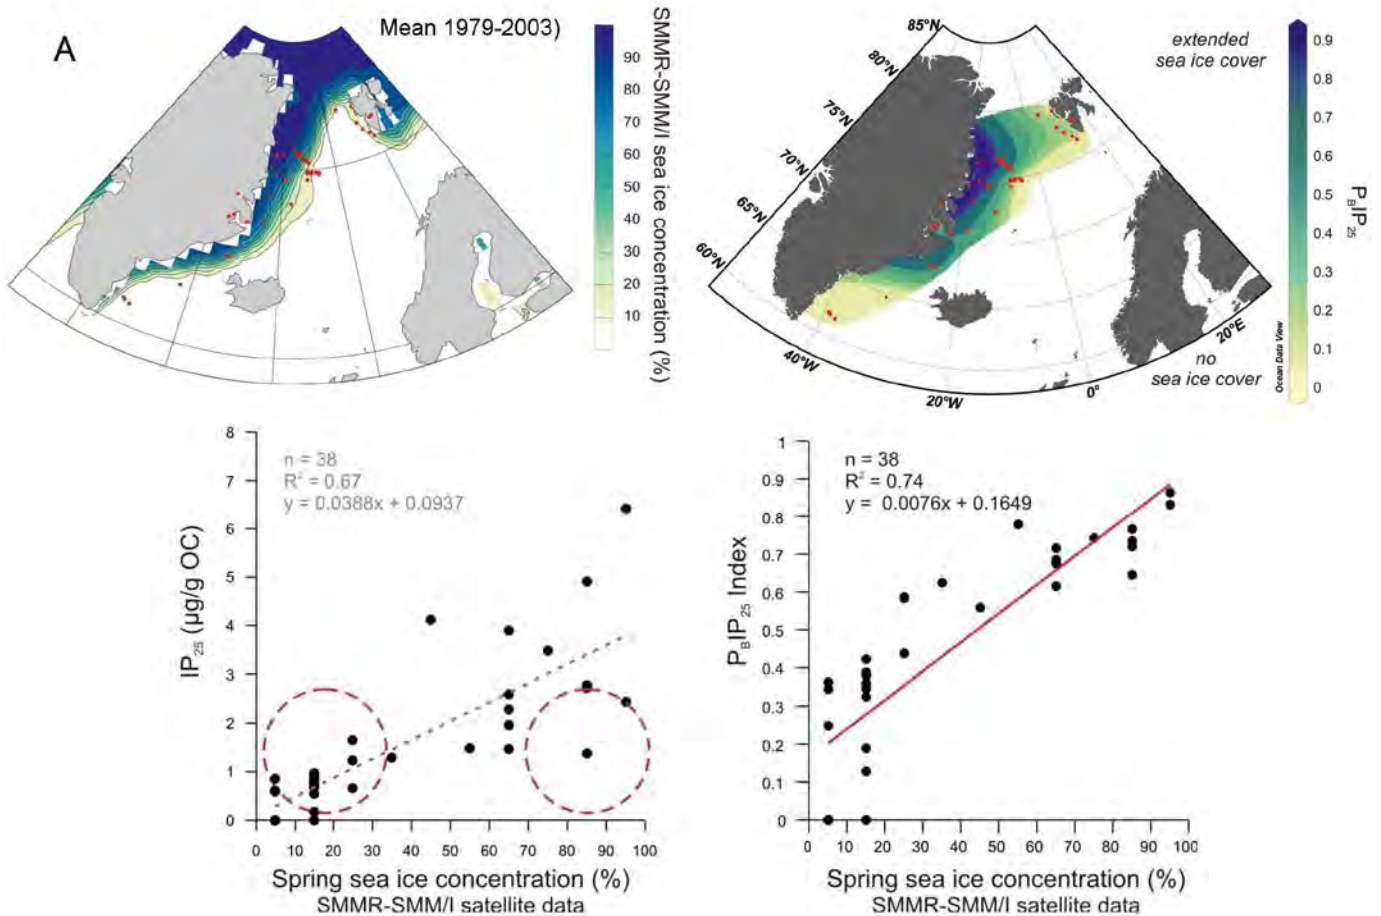 A
Mean 1979-2003)
90
80
70
60
50
40
30
20
10
SMMR-SMM/I sea ice concentration (%)
85°N
80°N
75°N
70°N
65°N
60°N
40°W
20°W
0°
20°E
extended
sea ice cover
no
sea ice cover
Ocean Data View
0.9
0.8
0.7
0.6
0.5
0.4
0.3
0.2
0.1
0
PBIP25
8
7
6
5
4
3
2
1
0
IP25 (µg/g OC)
n = 38
R² = 0.67
y = 0.0388x + 0.0937
0 10 20 30 40 50 60 70 80 90 100
Spring sea ice concentration (%)
SMMR-SMM/I satellite data
1
0.9
0.8
0.7
0.6
0.5
0.4
0.3
0.2
0.1
0
PBIP25 Index
n = 38
R² = 0.74
y = 0.0076x + 0.1649
0 10 20 30 40 50 60 70 80 90 100
Spring sea ice concentration (%)
SMMR-SMM/I satellite data